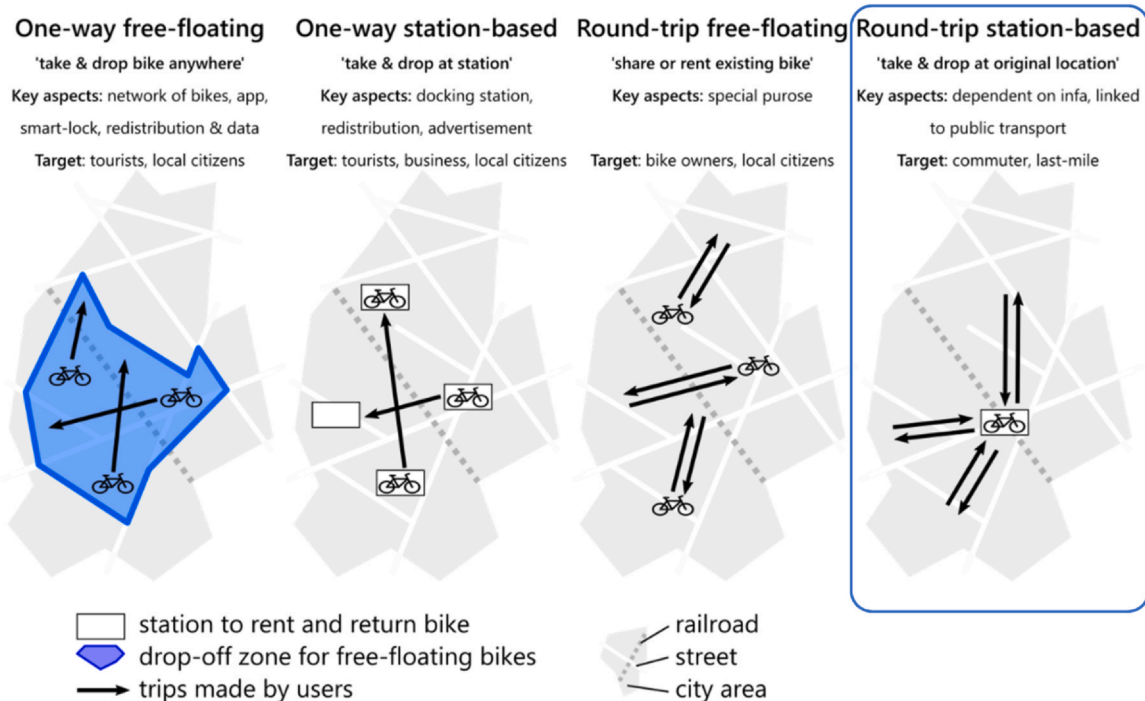 One-way free-floating
'take & drop bike anywhere'
Key aspects: network of bikes, app,
smart-lock, redistribution & data
Target: tourists, local citizens
One-way station-based
'take & drop at station'
Key aspects: docking station,
redistribution, advertisement
Target: tourists, business, local citizens
Round-trip free-floating
'share or rent existing bike'
Key aspects: special purose
Target: bike owners, local citizens
Round-trip station-based
'take & drop at original location'
Key aspects: dependent on infa, linked
to public transport
Target: commuter, last-mile
station to rent and return bike
drop-off zone for free-floating bikes
trips made by users
railroad
street
city area